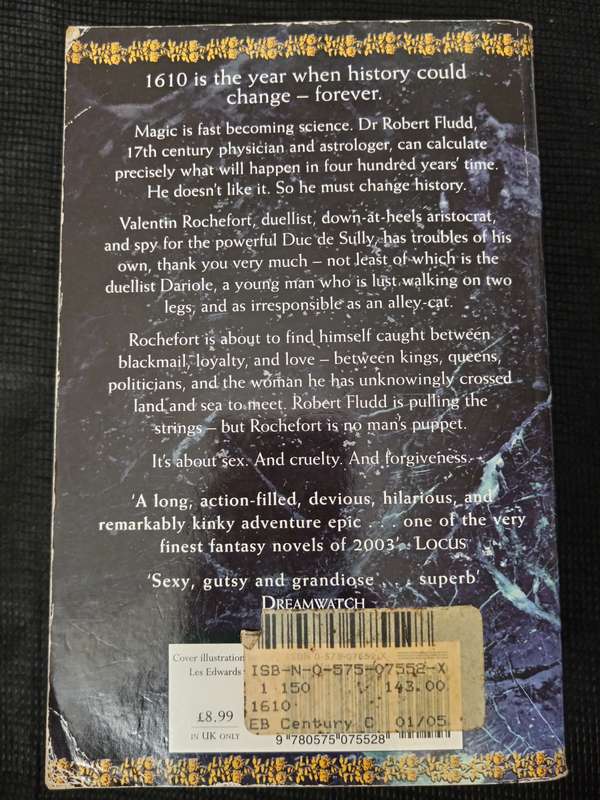 1610 is the year when history could
change – forever.
Magic is fast becoming science. Dr Robert Fludd,
17th century physician and astrologer, can calculate
precisely what will happen in four hundred years' time.
He doesn't like it. So he must change history.
Valentin Rochefort, duellist, down-at-heels aristocrat,
and spy for the powerful Duc de Sully, has troubles of his
own, thank you very much – not least of which is the
duellist Dariole, a young man who is lust walking on two
legs, and as irresponsible as an alley-cat.
Rochefort is about to find himself caught between
blackmail, loyalty, and love – between kings, queens,
politicians, and the woman he has unknowingly crossed
land and sea to meet. Robert Fludd is pulling the
strings – but Rochefort is no man's puppet.
It's about sex. And cruelty. And forgiveness.
'A long, action-filled, devious, hilarious, and
remarkably kinky adventure epic . . . one of the very
finest fantasy novels of 2003' LOCUS
'Sexy, gutsy and grandiose . . . superb'
DREAMWATCH
Cover illustration
Les Edwards
£8.99
IN UK ONLY
ISB-N-0-575-07552-X
1 150 143.00
1610
EB Century C 01/05
9 780575 075528